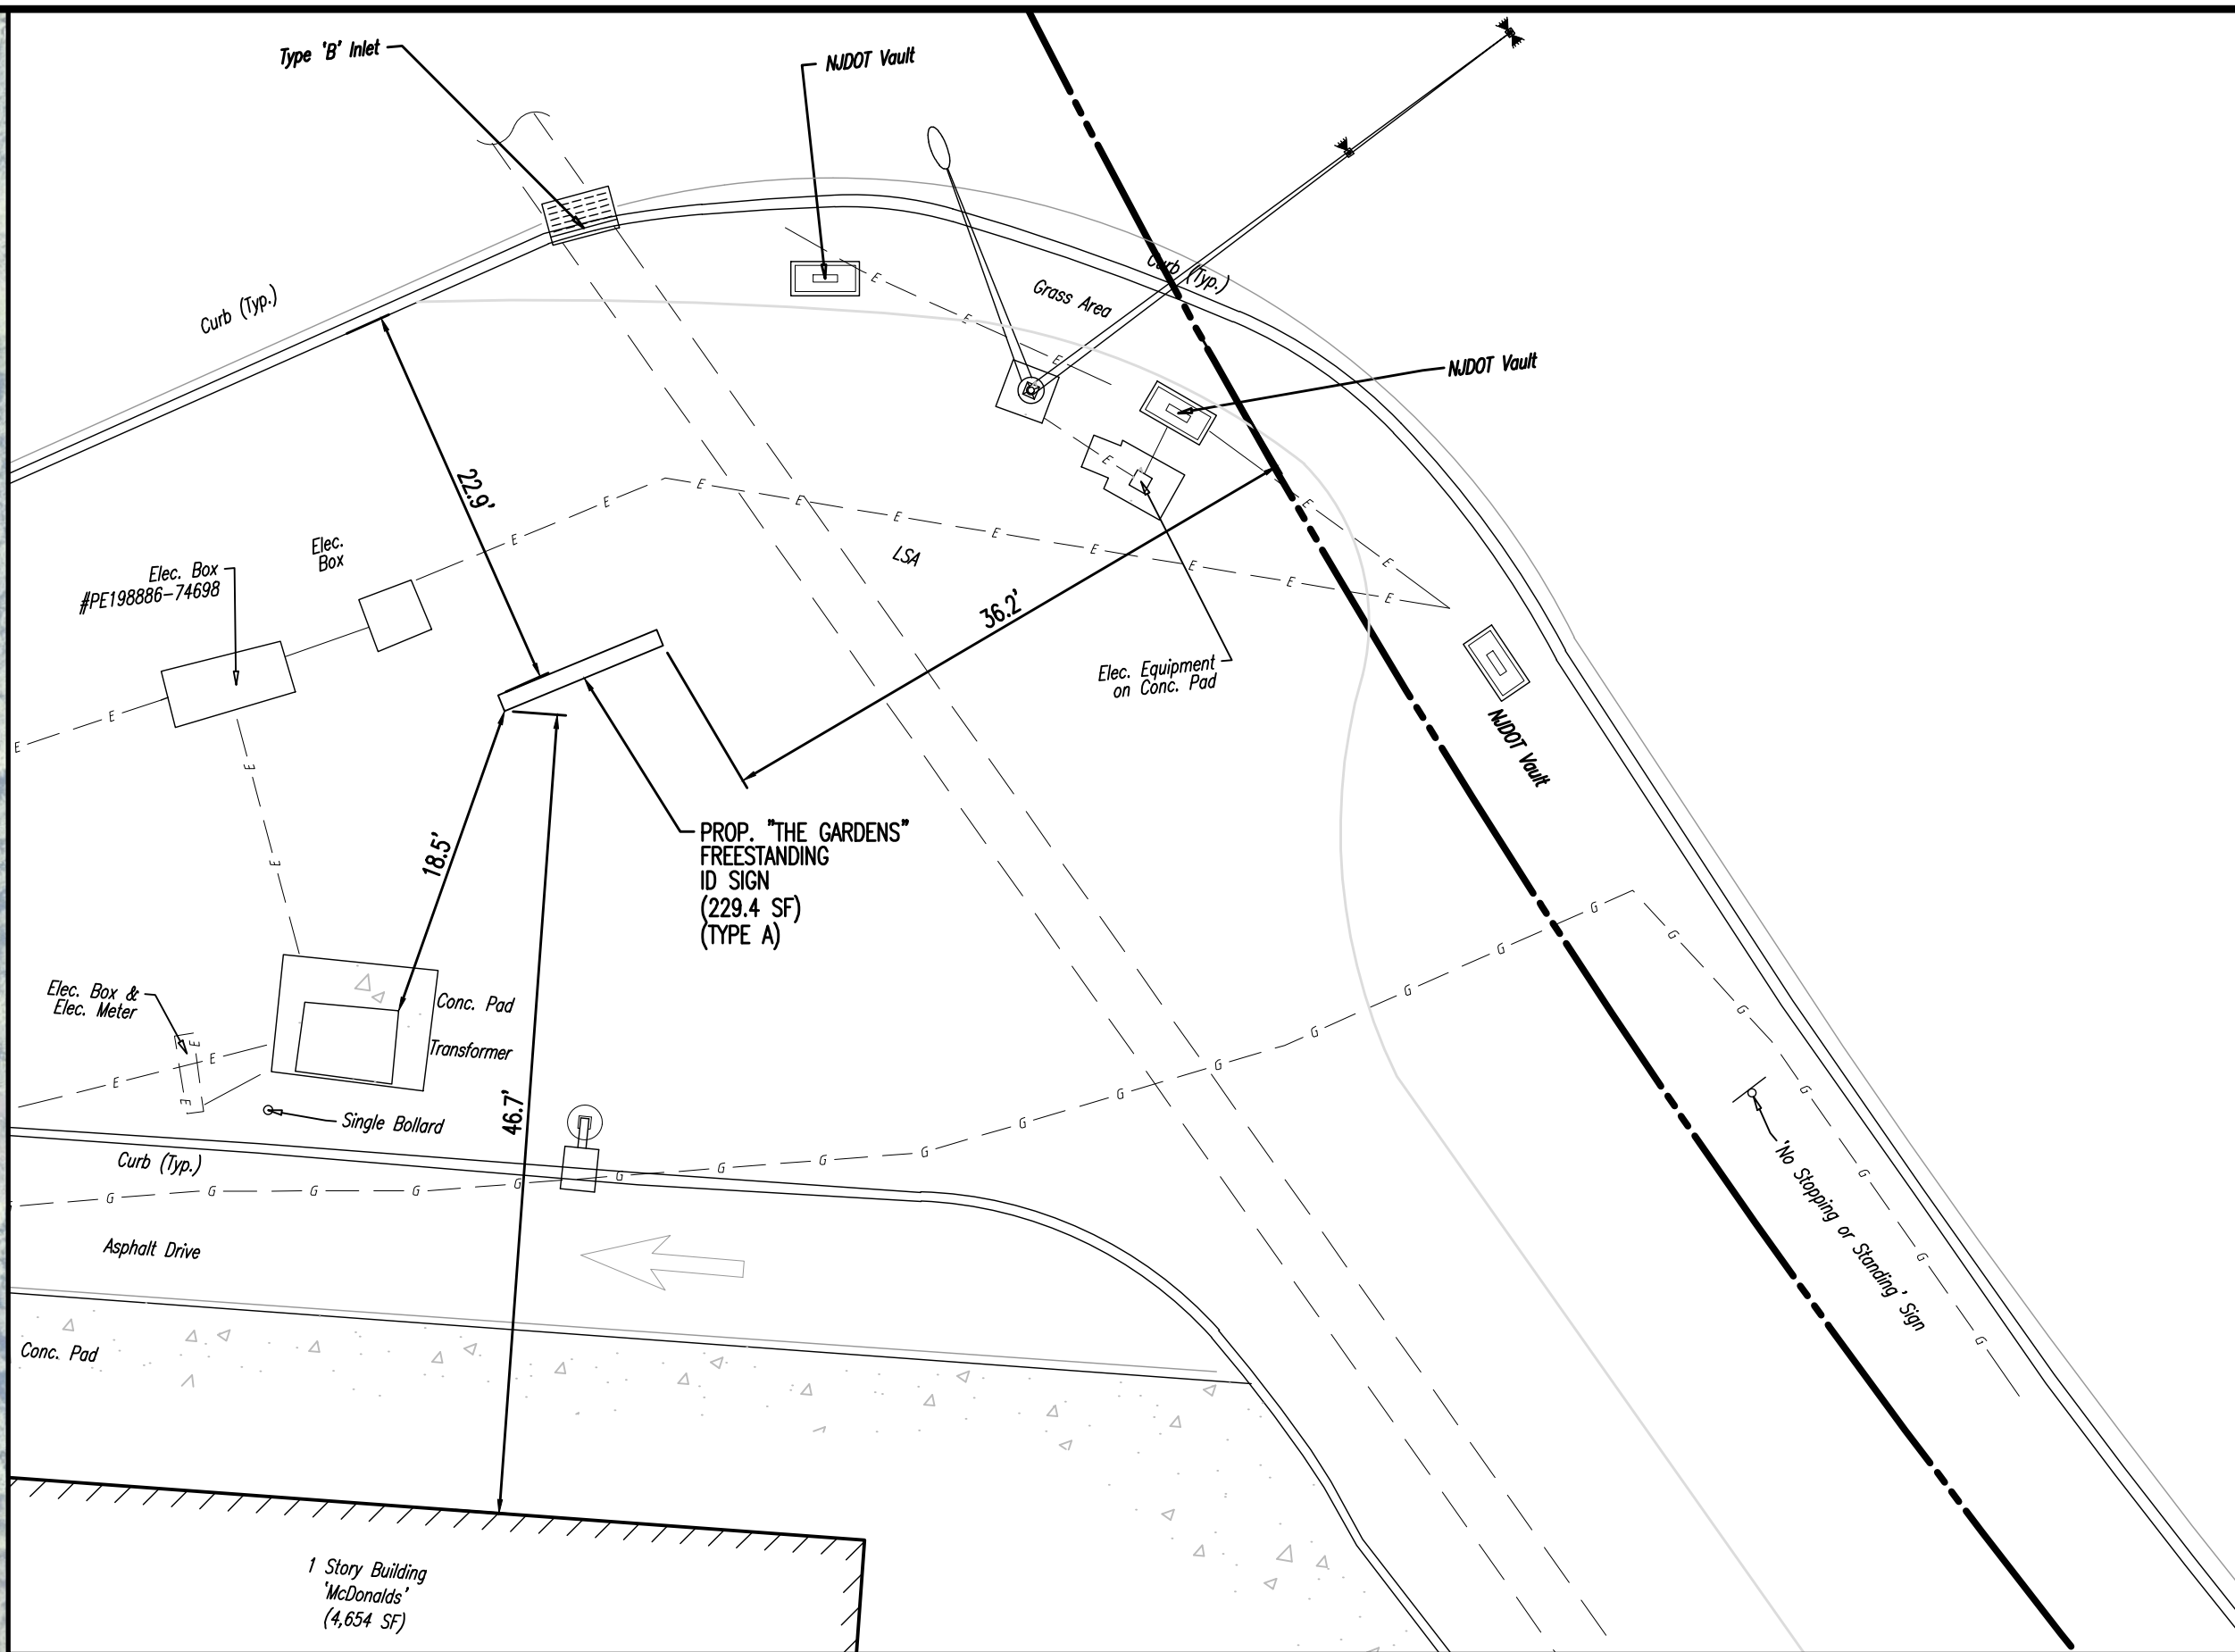 Type 'B' Inlet
NJDOT Vault
Curb (Typ.)
Curb (Typ.)
Grass Area
NJDOT Vault
22.9'
Elec.
Box
Elec. Box
#PE198886-74698
LSA
36.2'
Elec. Equipment
on Conc. Pad
NJDOT Vault
18.5'
PROP. "THE GARDENS"
FREESTANDING
ID SIGN
(229.4 SF)
(TYPE A)
Elec. Box &
Elec. Meter
Conc. Pad
Transformer
46.7'
Single Bollard
Curb (Typ.)
'No Stopping or Standing' Sign
Asphalt Drive
Conc. Pad
1 Story Building
'McDonalds'
(4,654 SF)
E E E
E E E E E E E E E E
E E E
E E
E E
E E
E E
G G G G G G G G G G G G G G G
G G G G G G